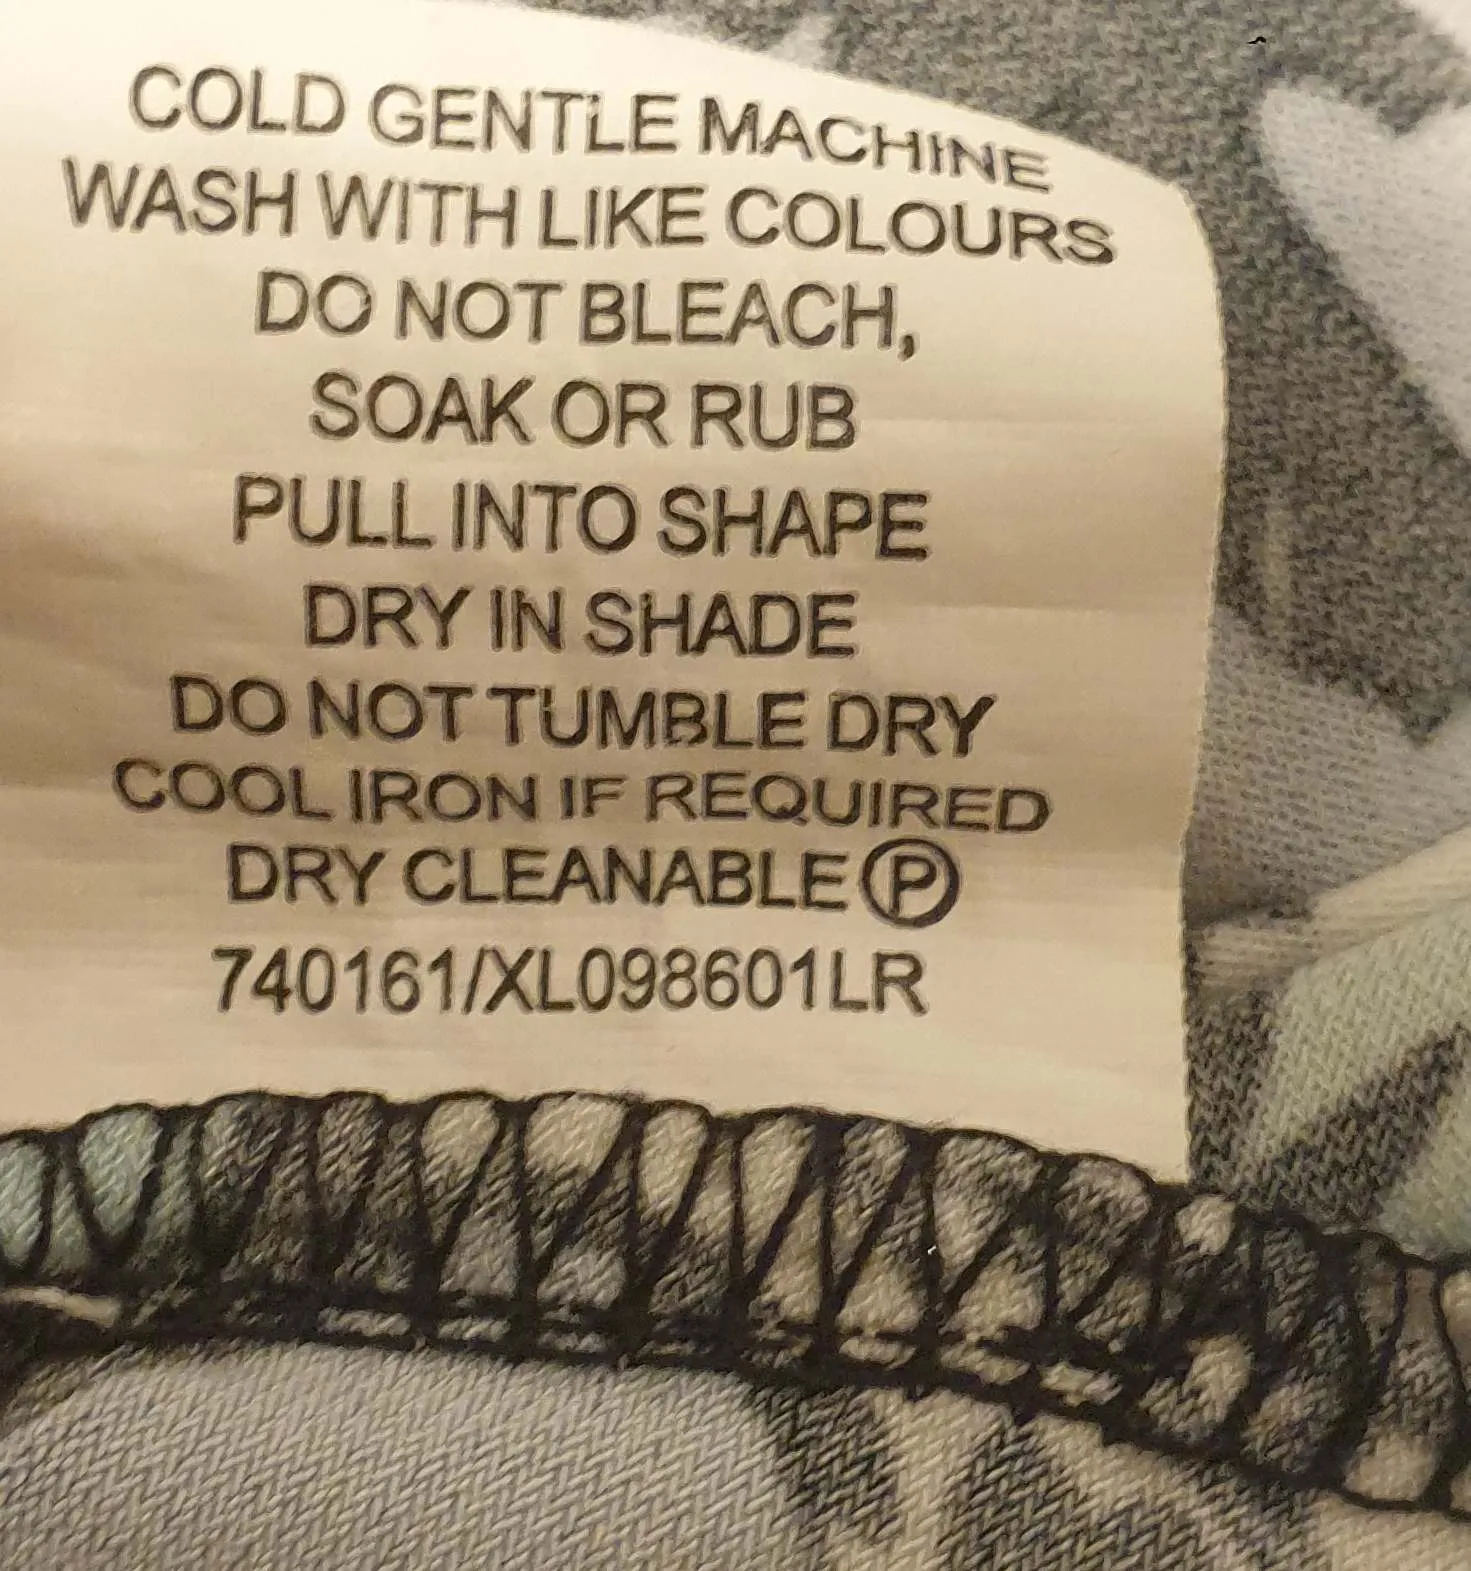 COLD GENTLE MACHINE
WASH WITH LIKE COLOURS
DO NOT BLEACH,
SOAK OR RUB
PULL INTO SHAPE
DRY IN SHADE
DO NOT TUMBLE DRY
COOL IRON IF REQUIRED
DRY CLEANABLE Ⓟ
740161/XL098601LR